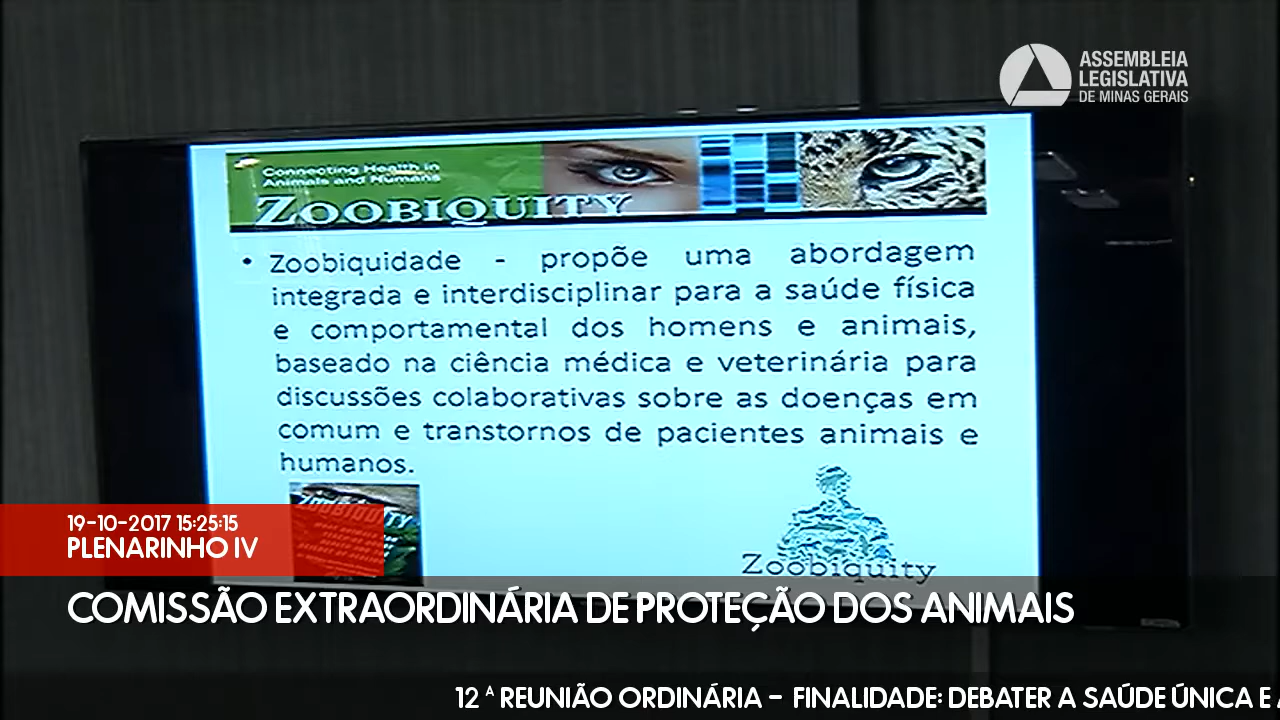 ASSEMBLEIA
LEGISLATIVA
DE MINAS GERAIS
Connecting Health in
Animals and Humans
ZOOBIQUITY
• Zoobiquidade - propõe uma abordagem
integrada e interdisciplinar para a saúde física
e comportamental dos homens e animais,
baseado na ciência médica e veterinária para
discussões colaborativas sobre as doenças em
comum e transtornos de pacientes animais e
humanos.
ZOOBIQUITY
Zoobiquity
19-10-2017 15:25:15
PLENARINHO IV
COMISSÃO EXTRAORDINÁRIA DE PROTEÇÃO DOS ANIMAIS
12ª REUNIÃO ORDINÁRIA - FINALIDADE: DEBATER A SAÚDE ÚNICA E